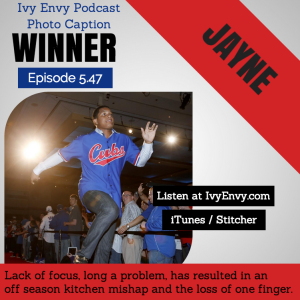 Ivy Envy Podcast
Photo Caption
WINNER
Episode 5.47
JAYNE
Cubs
Listen at IvyEnvy.com
iTunes / Stitcher
Lack of focus, long a problem, has resulted in an
off season kitchen mishap and the loss of one finger.